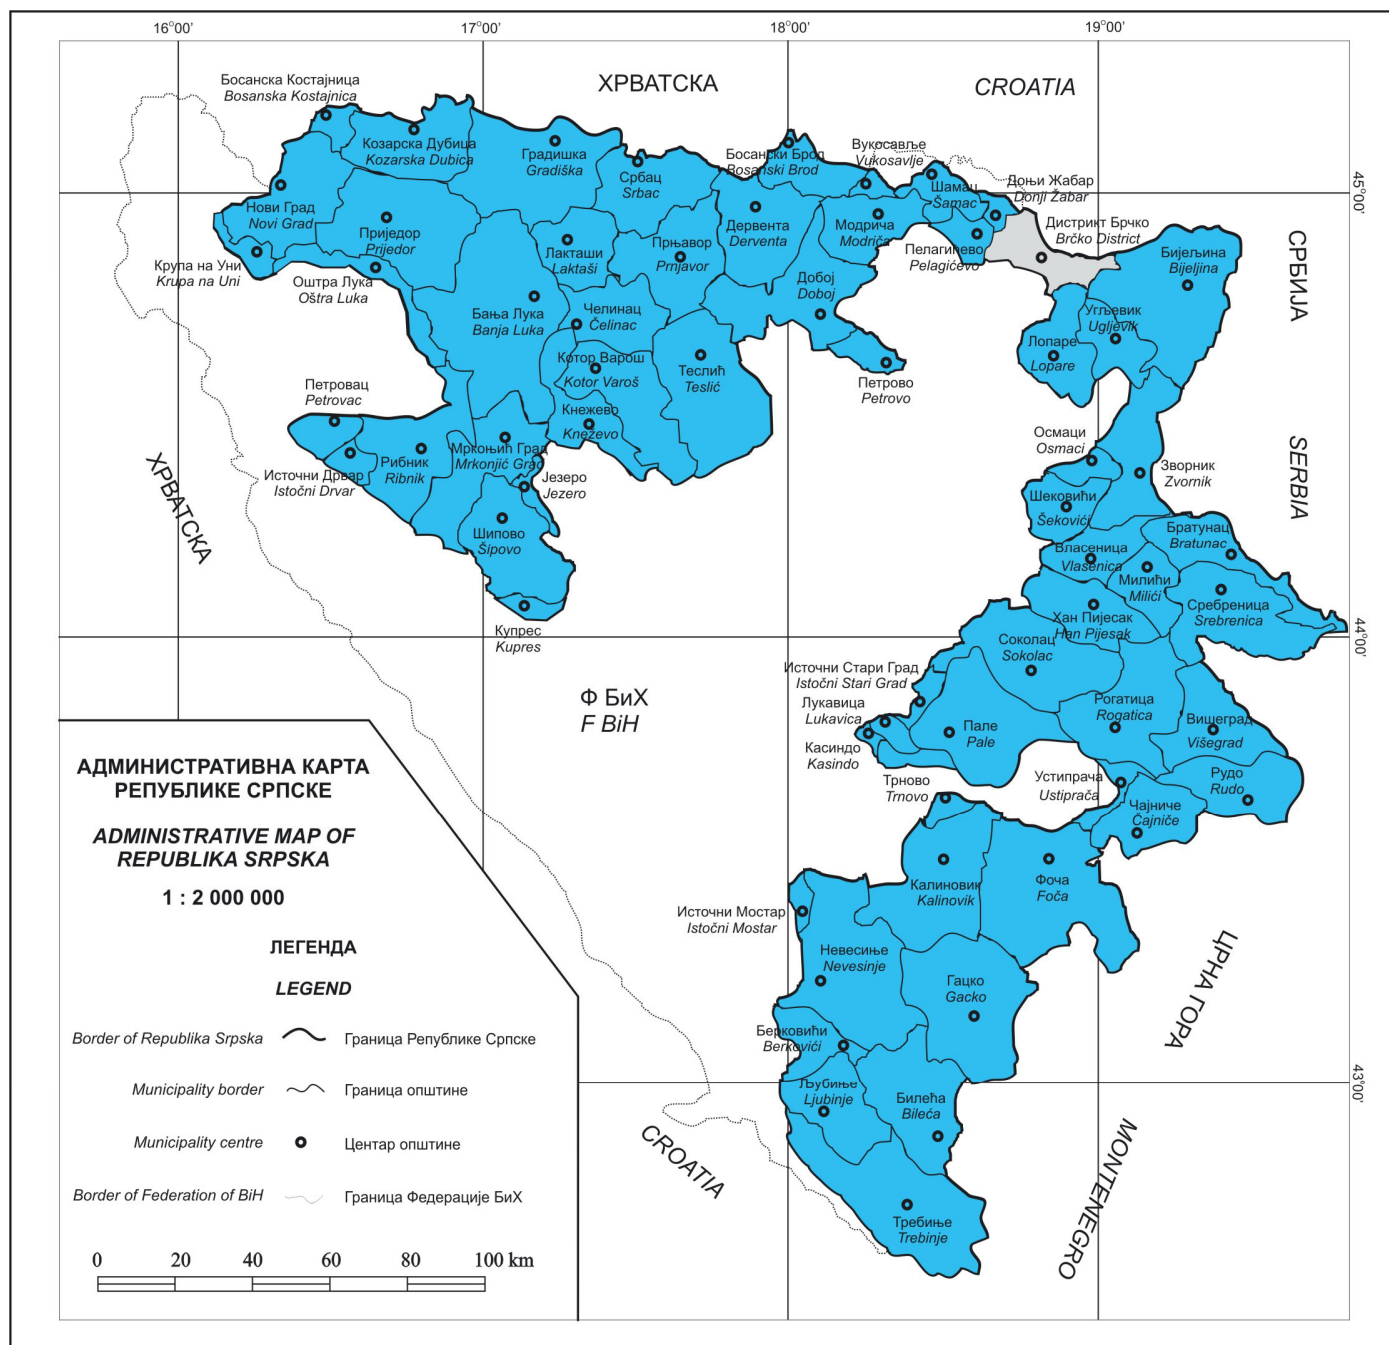 16°00'
17°00'
18°00'
19°00'
ХРВАТСКА
CROATIA
Босанска Костајница
Bosanska Kostajnica
Козарска Дубица
Kozarska Dubica
Градишка
Gradiška
Србац
Srbac
Босански Брод
Bosanski Brod
Вукосавље
Vukosavlje
Шамац
Šamac
Доњи Жабар
Donji Žabar
45°00'
Нови Град
Novi Grad
Приједор
Prijedor
Лакташи
Laktaši
Прњавор
Prnjavor
Дервента
Derventa
Модрича
Modriča
Пелагићево
Pelagićevo
Дистрикт Брчко
Brčko District
Бијељина
Bijeljina
СРБИЈА
Крупа на Уни
Krupa na Uni
Оштра Лука
Oštra Luka
Бања Лука
Banja Luka
Челинац
Čelinac
Добој
Doboj
Угљевик
Ugljevik
Лопаре
Lopare
Котор Варош
Kotor Varoš
Теслић
Teslić
Петрово
Petrovo
Петровац
Petrovac
Кнежево
Kneževo
Мркоњић Град
Mrkonjić Grad
Рибник
Ribnik
Источни Дрвар
Istočni Drvar
Језеро
Jezero
Осмаци
Osmaci
Зворник
Zvornik
SERBIA
ХРВАТСКА
Шипово
Šipovo
Шековићи
Šekovići
Братунац
Bratunac
Власеница
Vlasenica
Милићи
Milići
Сребреница
Srebrenica
Хан Пијесак
Han Pijesak
Купрес
Kupres
Соколац
Sokolac
44°00'
Источни Стари Град
Istočni Stari Grad
Ф БиХ
F BiH
Лукавица
Lukavica
Рогатица
Rogatica
Вишеград
Višegrad
Пале
Pale
Касиндо
Kasindo
Трново
Trnovo
Устипрача
Ustiprača
Рудо
Rudo
Чајниче
Čajniče
Калиновик
Kalinovik
Фоча
Foča
Источни Мостар
Istočni Mostar
Невесиње
Nevesinje
Гацко
Gacko
ЦРНА ГОРА
Берковићи
Berkovići
Љубиње
Ljubinje
Билећа
Bileća
43°00'
CROATIA
MONTENEGRO
Требиње
Trebinje
АДМИНИСТРАТИВНА КАРТА
РЕПУБЛИКЕ СРПСКЕ
ADMINISTRATIVE MAP OF
REPUBLIKA SRPSKA
1 : 2 000 000
ЛЕГЕНДА
LEGEND
Border of Republika Srpska Граница Републике Српске
Municipality border Граница општине
Municipality centre Центар општине
Border of Federation of BiH Граница Федерације БиХ
0 20 40 60 80 100 km